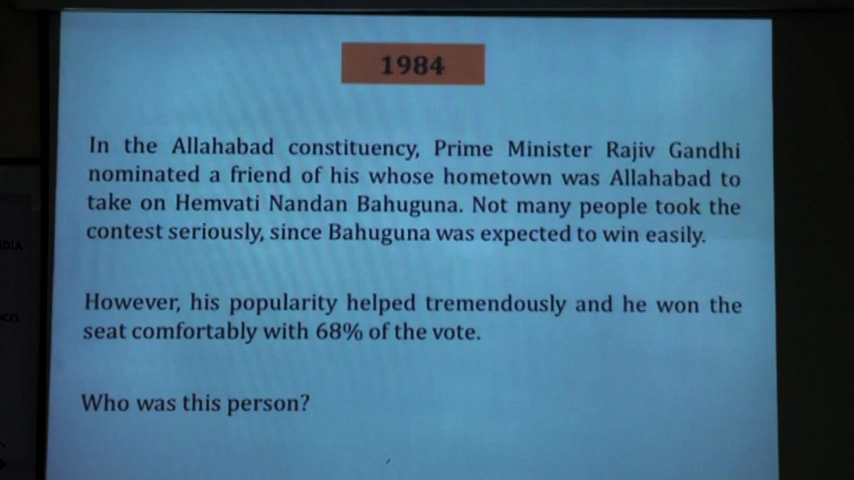 1984
In the Allahabad constituency, Prime Minister Rajiv Gandhi
nominated a friend of his whose hometown was Allahabad to
take on Hemvati Nandan Bahuguna. Not many people took the
contest seriously, since Bahuguna was expected to win easily.
However, his popularity helped tremendously and he won the
seat comfortably with 68% of the vote.
Who was this person?